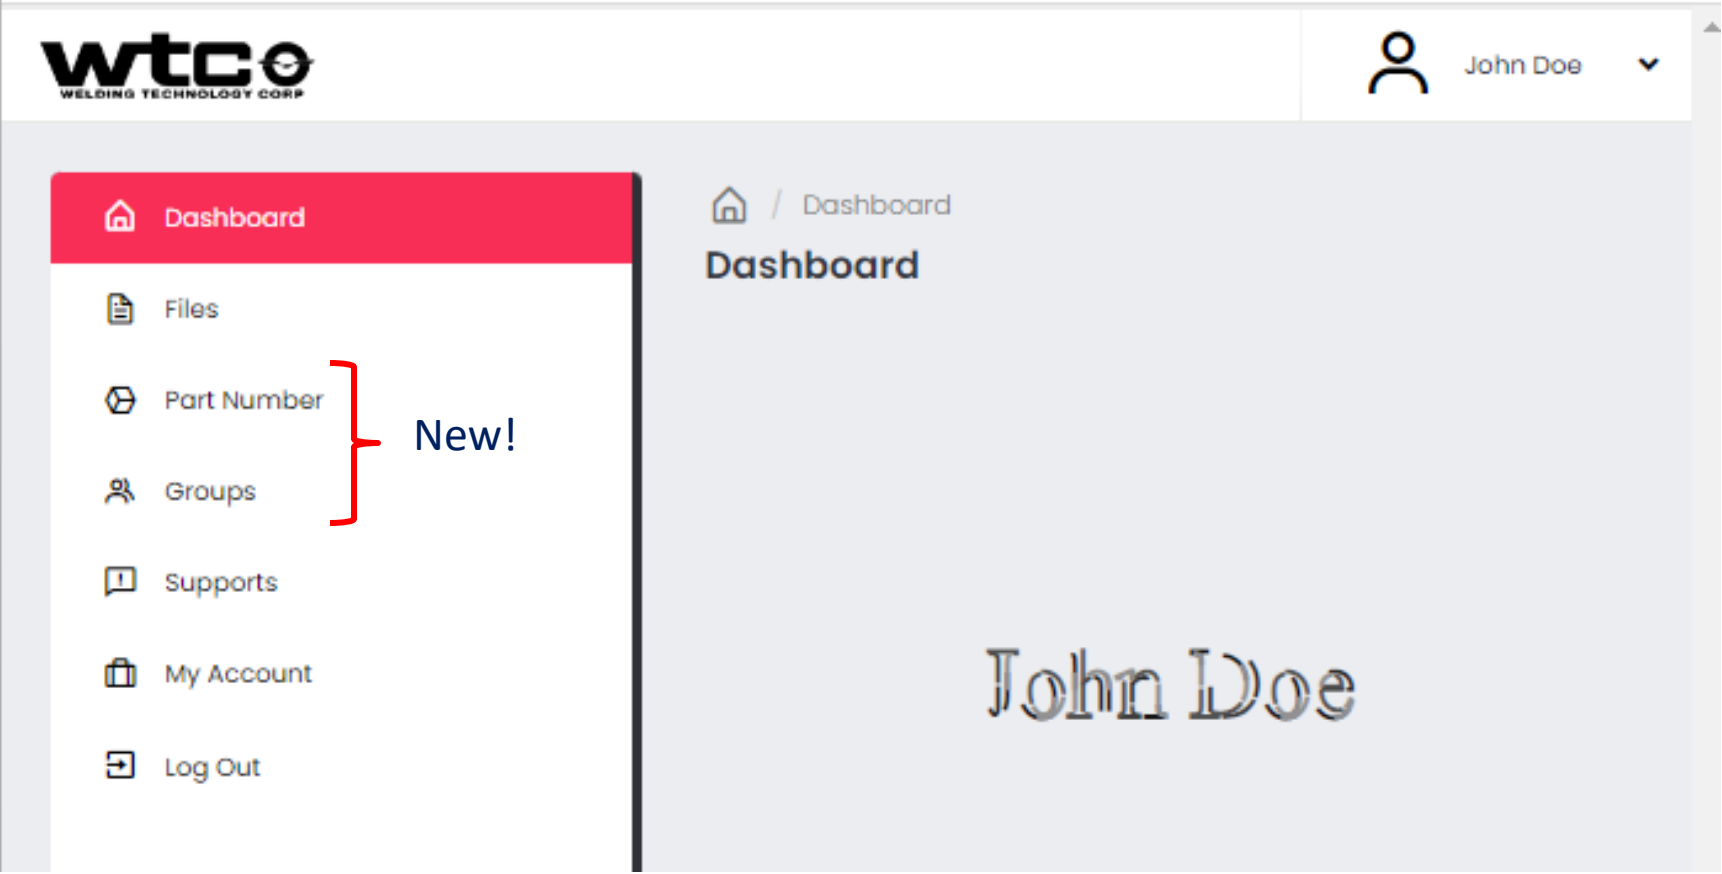 wtco
WELDING TECHNOLOGY CORP
John Doe
Dashboard
Files
Part Number
Groups
New!
Supports
My Account
Log Out
/ Dashboard
Dashboard
John Doe